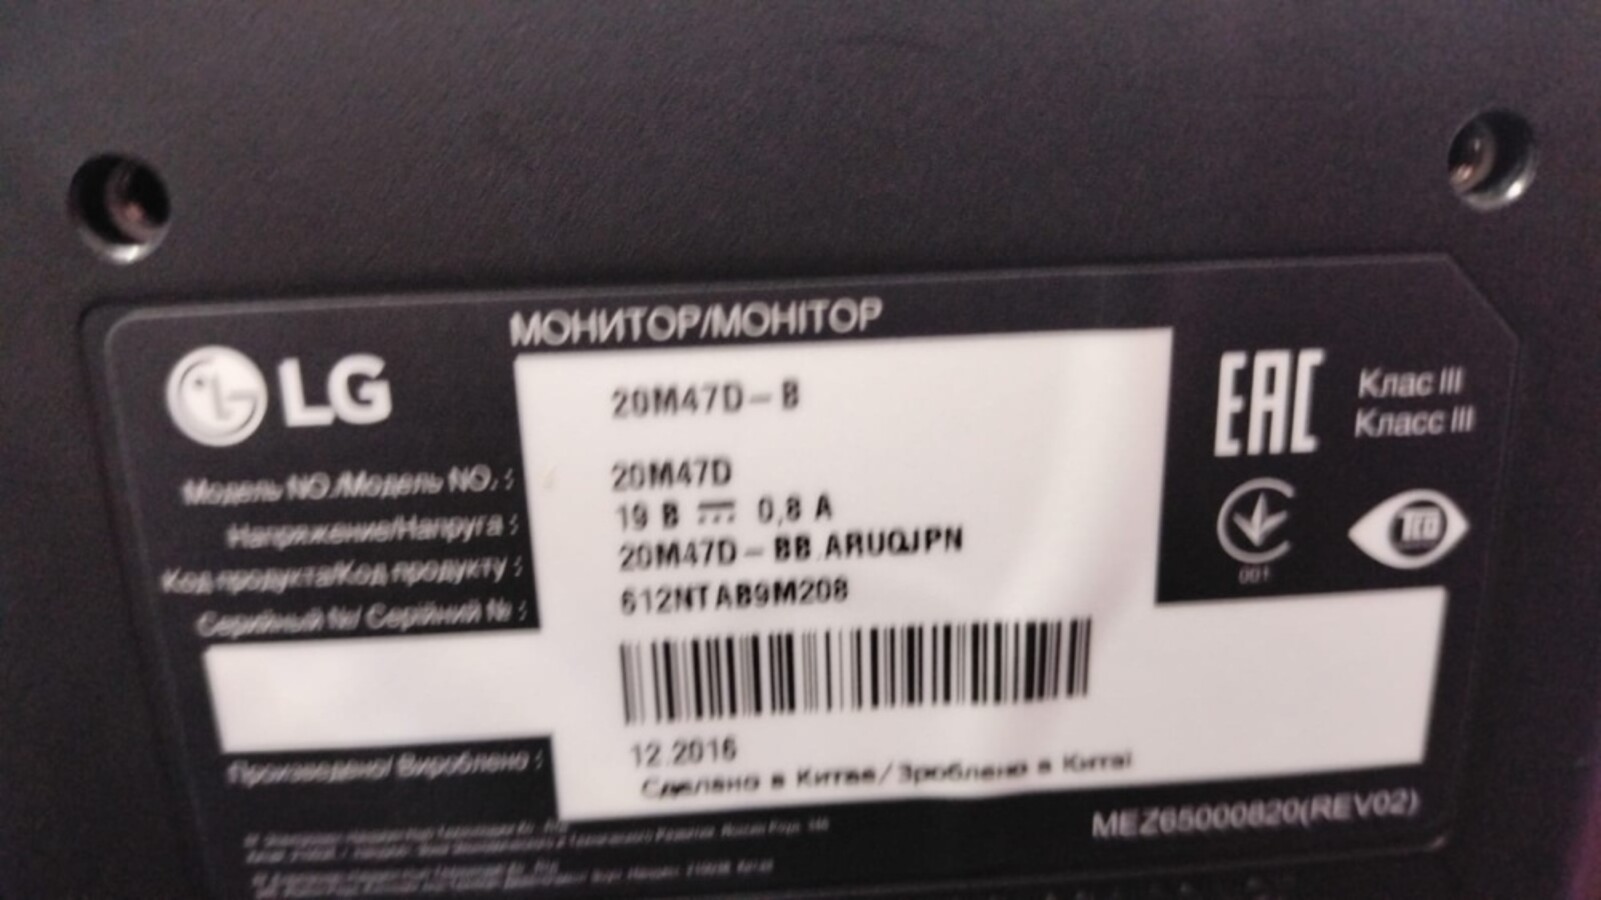 МОНИТОР/МОНІТОР
LG
20M47D-B
EAC
Клас III
Класс III
Модель NO./Модель NO. :
20M47D
Напряжение/Напруга :
19 В 0,8 А
Код продукта/Код продукту :
20M47D-BB.ARUQJPN
Серийный №/ Серійний № :
612NTAB9M208
001
TCO
Произведено/ Вироблено :
12.2016
Сделано в Китае/Зроблено в Китаї
MEZ65000820(REV02)